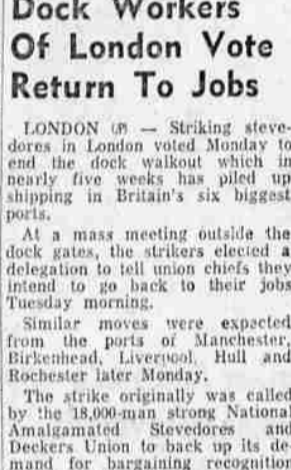 Dock Workers
Of London Vote
Return To Jobs
LONDON (AP) — Striking steve-
dores in London voted Monday to
end the dock walkout which in
nearly five weeks has piled up
shipping in Britain's six biggest
ports.
At a mass meeting outside the
dock gates, the strikers elected a
delegation to tell union chiefs they
intend to go back to their jobs
Tuesday morning.
Similar moves were expected
from the ports of Manchester,
Birkenhead, Liverpool, Hull and
Rochester later Monday.
The strike originally was called
by the 18,000-man strong National
Amalgamated Stevedores and
Deckers Union to back up its de-
mand for bargaining recognition